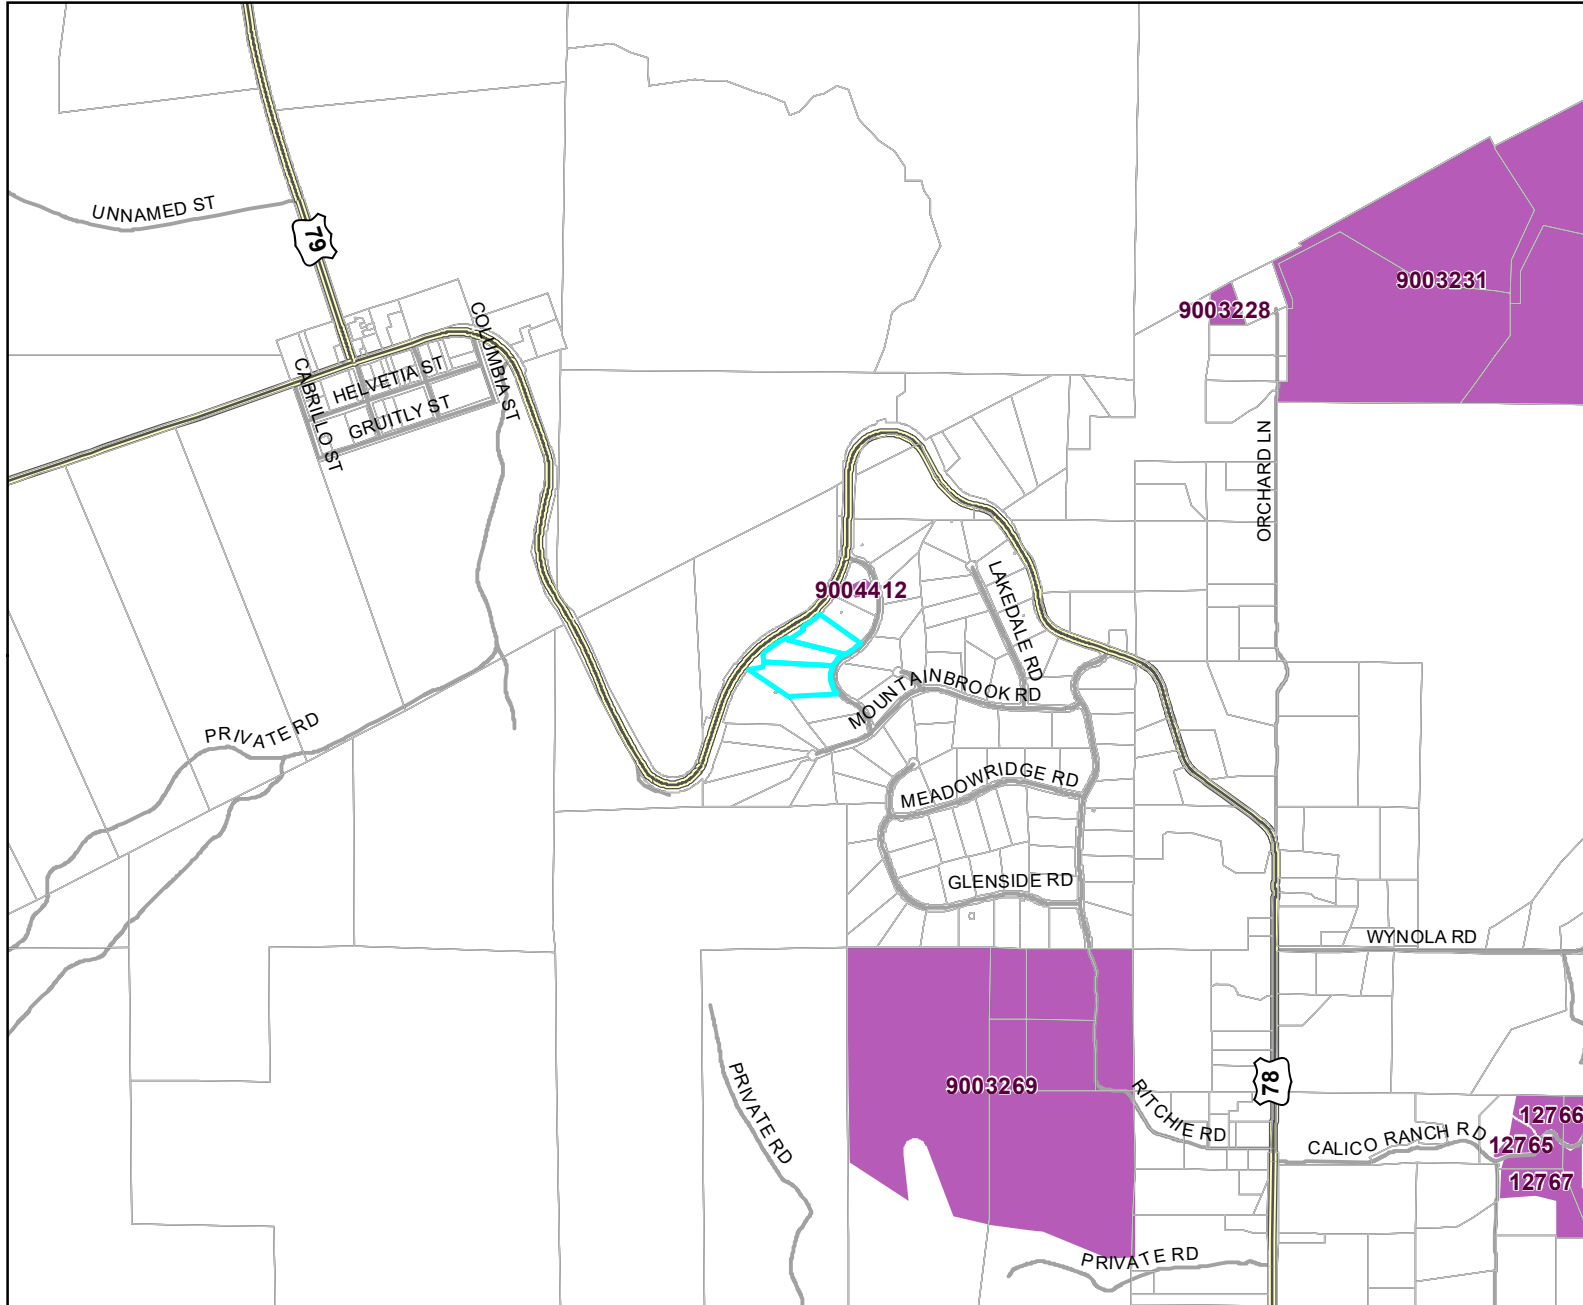 UNNAMED ST
79
9003231
9003228
COLUMBIA ST
CABRILLO ST
HELVETIA ST
GRUITLY ST
ORCHARD LN
9004412
LAKEDALE RD
MOUNTAINBROOK RD
PRIVATE RD
MEADOWRIDGE RD
GLENSIDE RD
WYNOLA RD
9003269
PRIVATE RD
78
RITCHIE RD
12766
CALICO RANCH RD
12765
12767
PRIVATE RD